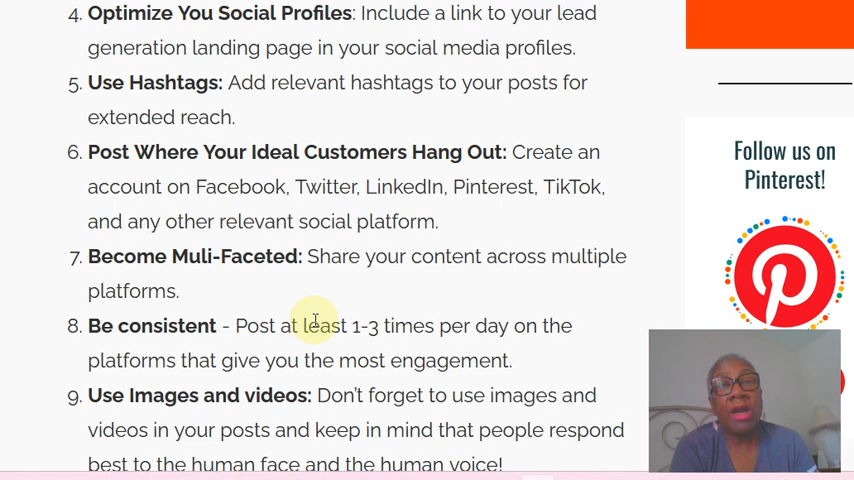 4. Optimize You Social Profiles: Include a link to your lead
generation landing page in your social media profiles.
5. Use Hashtags: Add relevant hashtags to your posts for
extended reach.
6. Post Where Your Ideal Customers Hang Out: Create an
account on Facebook, Twitter, LinkedIn, Pinterest, TikTok,
and any other relevant social platform.
7. Become Muli-Faceted: Share your content across multiple
platforms.
8. Be consistent - Post at least 1-3 times per day on the
platforms that give you the most engagement.
9. Use Images and videos: Don't forget to use images and
videos in your posts and keep in mind that people respond
best to the human face and the human voice!
Follow us on
Pinterest!